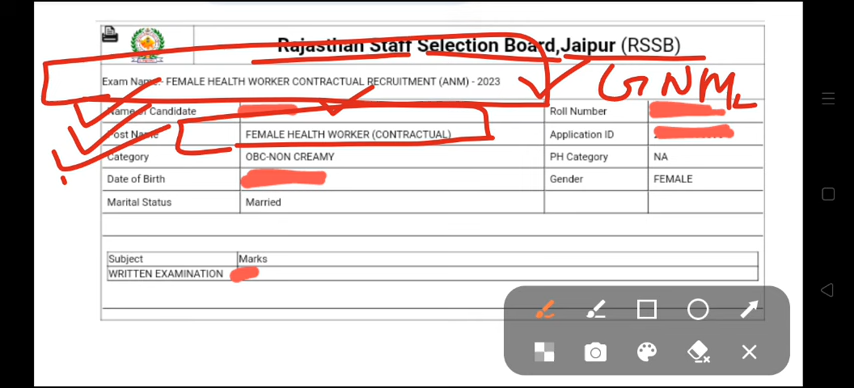 Rajasthan Staff Selection Board,Jaipur (RSSB)
Exam Name:- FEMALE HEALTH WORKER CONTRACTUAL RECRUITMENT (ANM) - 2023
GNM
Name of Candidate Roll Number
Post Name FEMALE HEALTH WORKER (CONTRACTUAL) Application ID
Category OBC-NON CREAMY PH Category NA
Date of Birth Gender FEMALE
Marital Status Married
Subject Marks
WRITTEN EXAMINATION